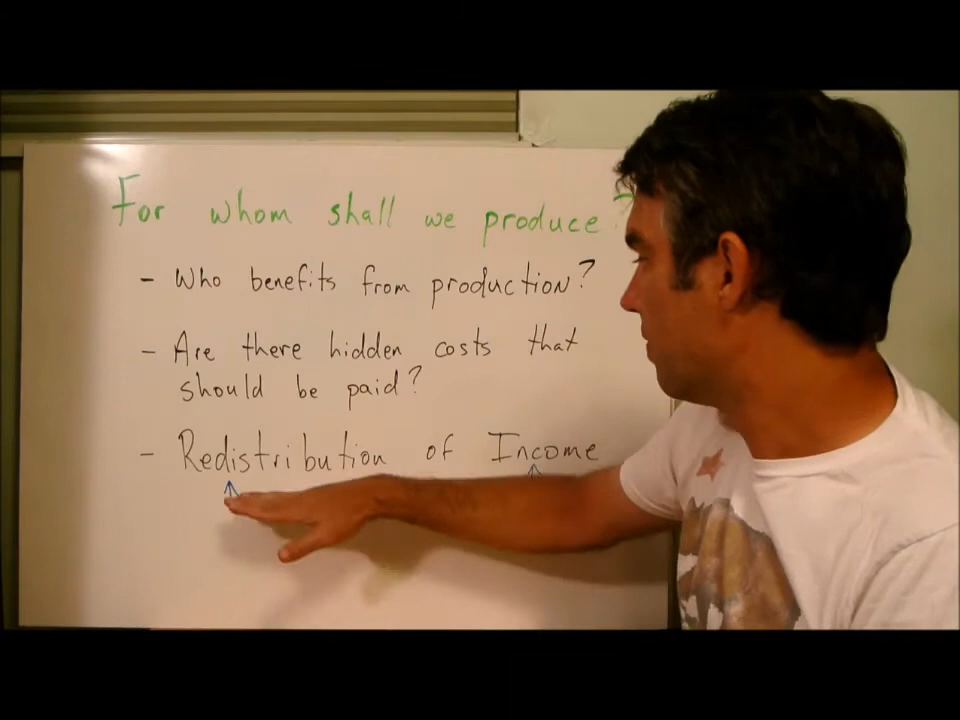 For whom shall we produce ?
- Who benefits from production?
- Are there hidden costs that
should be paid?
- Redistribution of Income